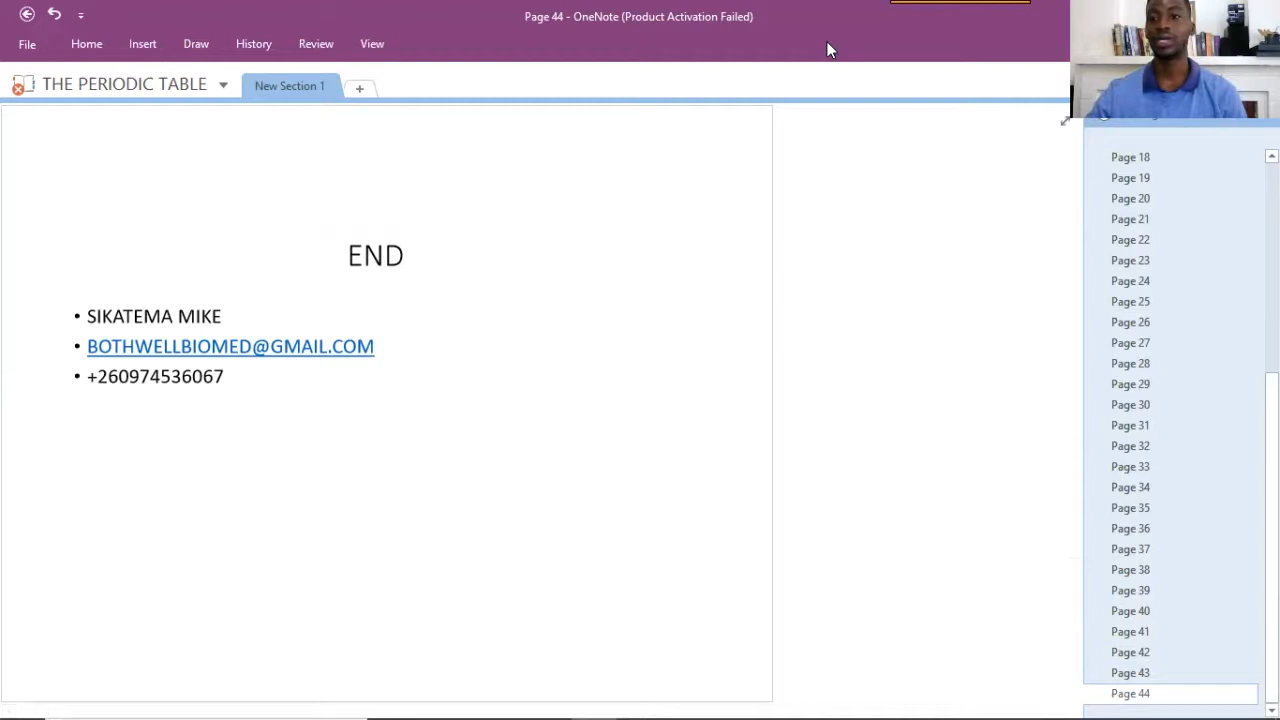 Page 44 - OneNote (Product Activation Failed)
File Home Insert Draw History Review View
THE PERIODIC TABLE New Section 1 +
END
• SIKATEMA MIKE
• BOTHWELLBIOMED@GMAIL.COM
• +260974536067
Page 18
Page 19
Page 20
Page 21
Page 22
Page 23
Page 24
Page 25
Page 26
Page 27
Page 28
Page 29
Page 30
Page 31
Page 32
Page 33
Page 34
Page 35
Page 36
Page 37
Page 38
Page 39
Page 40
Page 41
Page 42
Page 43
Page 44